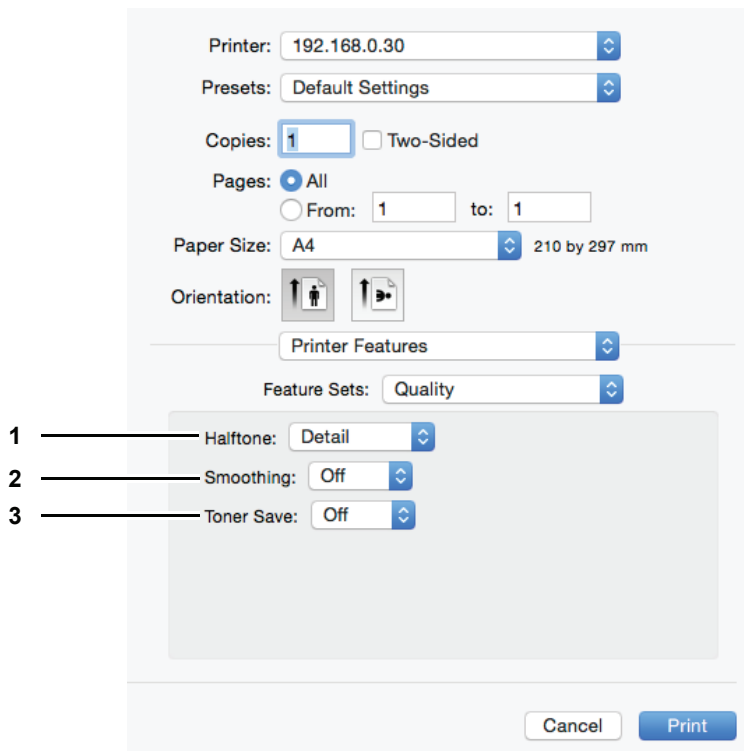 Printer: 192.168.0.30
Presets: Default Settings
Copies: 1 Two-Sided
Pages: All
From: 1 to: 1
Paper Size: A4 210 by 297 mm
Orientation:
Printer Features
Feature Sets: Quality
1 Halftone: Detail
2 Smoothing: Off
3 Toner Save: Off
Cancel Print